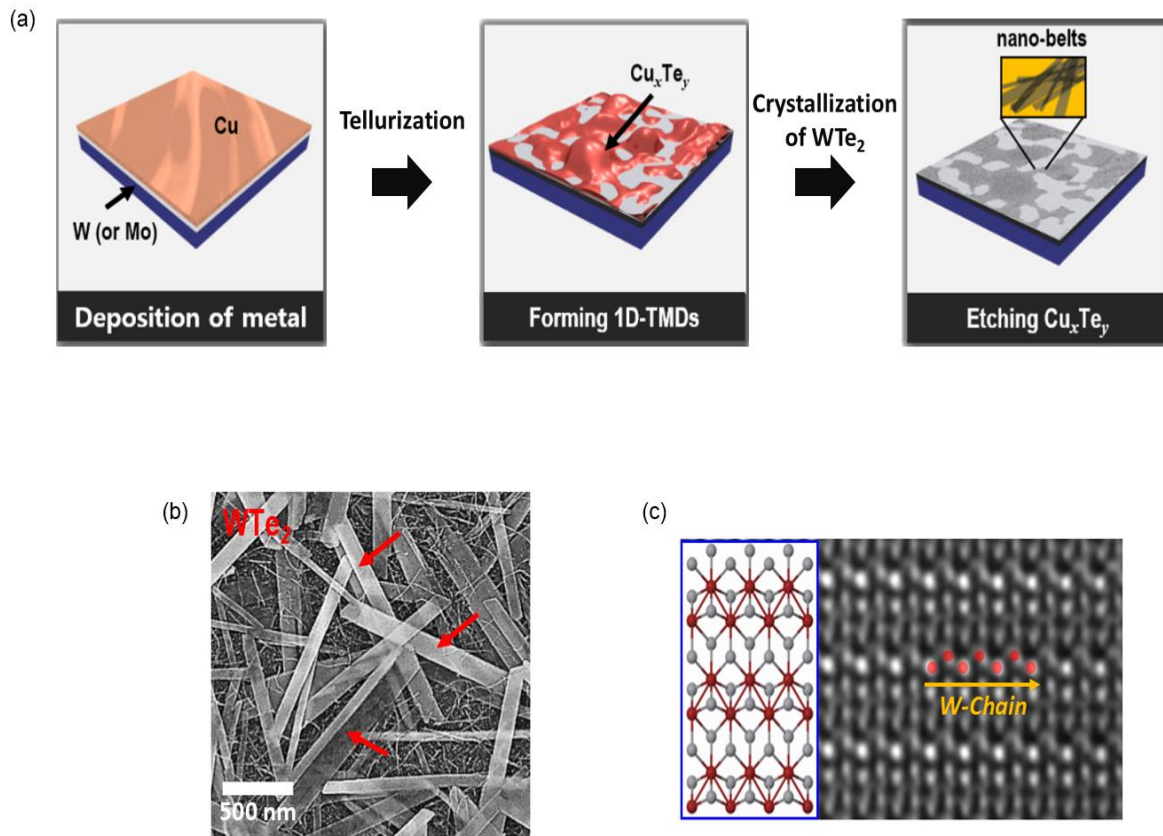 (a)
Cu
W (or Mo)
Deposition of metal
Tellurization
CuxTey
Forming 1D-TMDs
Crystallization
of WTe2
nano-belts
Etching CuxTey
(b)
WTe2
500 nm
(c)
W-Chain